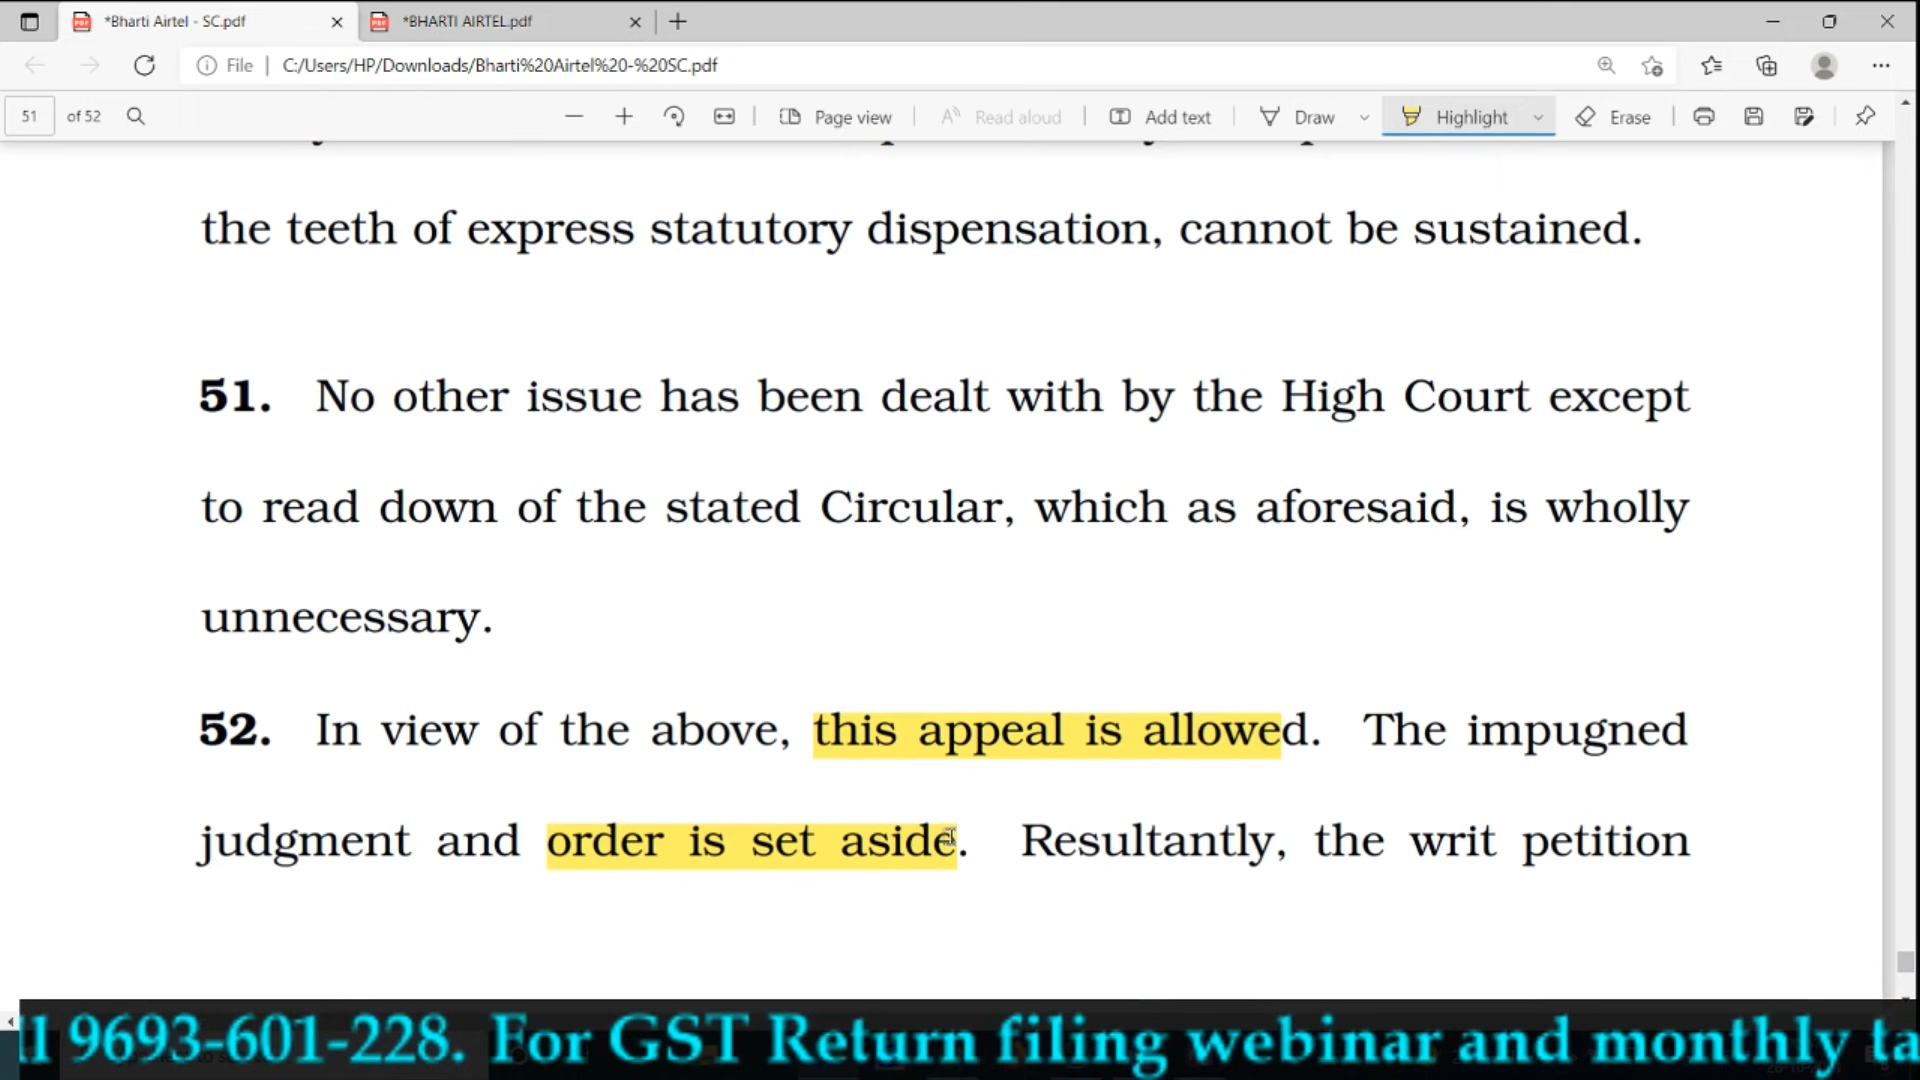 *Bharti Airtel - SC.pdf
*BHARTI AIRTEL.pdf
File | C:/Users/HP/Downloads/Bharti%20Airtel%20-%20SC.pdf
51 of 52 Page view Read aloud Add text Draw Highlight Erase
the teeth of express statutory dispensation, cannot be sustained.
51. No other issue has been dealt with by the High Court except
to read down of the stated Circular, which as aforesaid, is wholly
unnecessary.
52. In view of the above, this appeal is allowed. The impugned
judgment and order is set aside. Resultantly, the writ petition
9693-601-228. For GST Return filing webinar and monthly ta